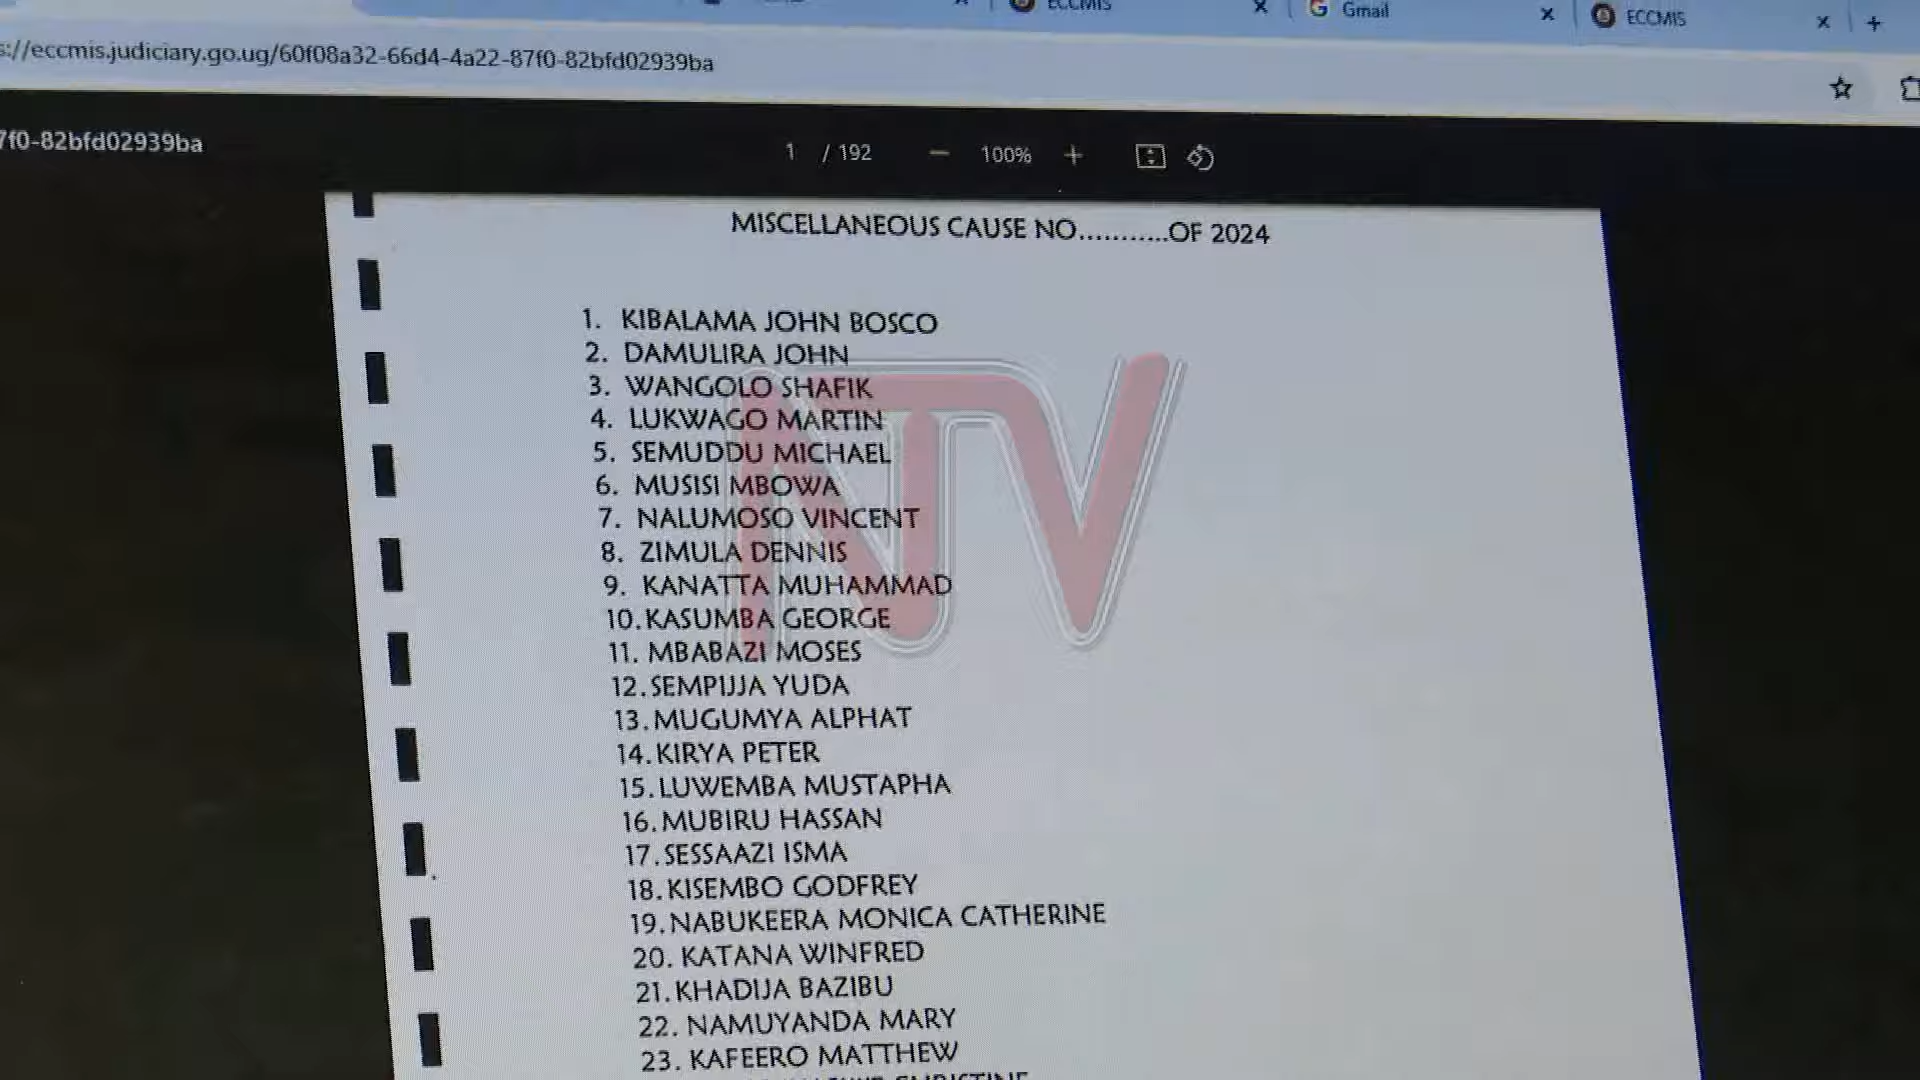 ECCMIS
Gmail
ECCMIS
s://eccmis.judiciary.go.ug/60f08a32-66d4-4a22-87f0-82bfd02939ba
7f0-82bfd02939ba
1 / 192 − 100% +
MISCELLANEOUS CAUSE NO...........OF 2024
1. KIBALAMA JOHN BOSCO
2. DAMULIRA JOHN
3. WANGOLO SHAFIK
4. LUKWAGO MARTIN
5. SEMUDDU MICHAEL
6. MUSISI MBOWA
7. NALUMOSO VINCENT
8. ZIMULA DENNIS
9. KANATTA MUHAMMAD
10. KASUMBA GEORGE
11. MBABAZI MOSES
12. SEMPIJJA YUDA
13. MUGUMYA ALPHAT
14. KIRYA PETER
15. LUWEMBA MUSTAPHA
16. MUBIRU HASSAN
17. SESSAAZI ISMA
18. KISEMBO GODFREY
19. NABUKEERA MONICA CATHERINE
20. KATANA WINFRED
21. KHADIJA BAZIBU
22. NAMUYANDA MARY
23. KAFEERO MATTHEW
CHRISTINE
NTV